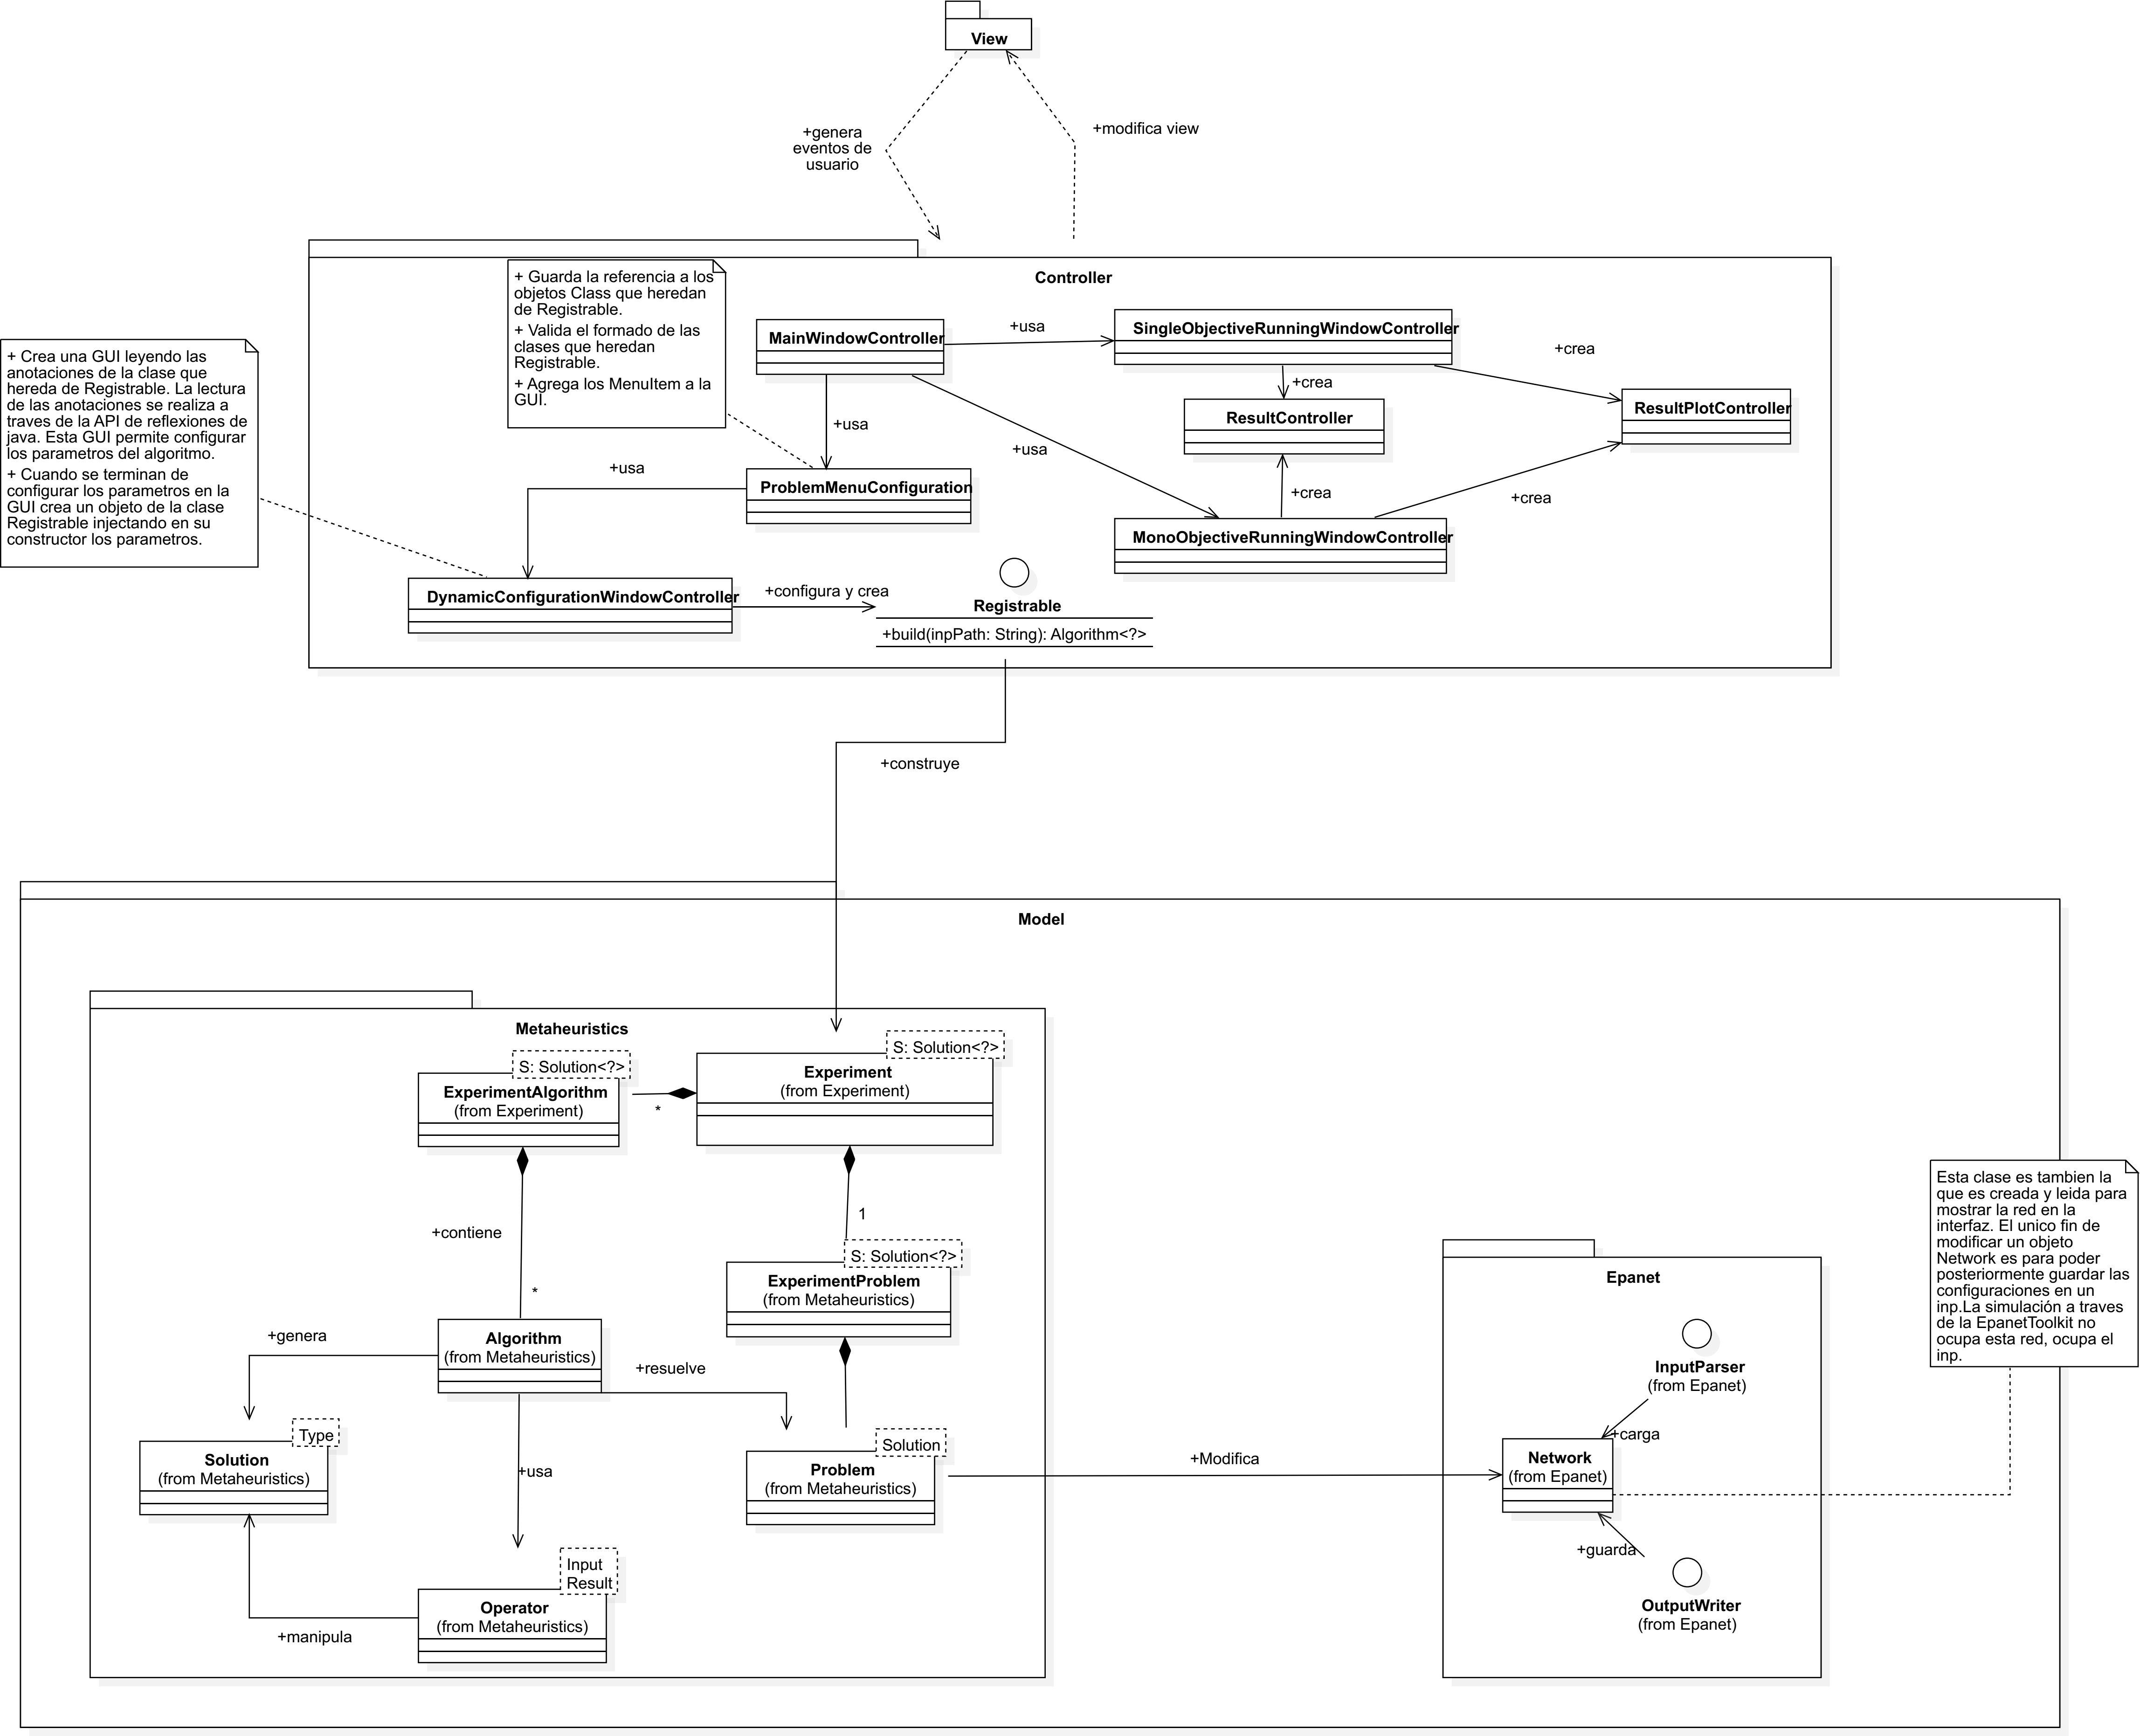 View
+genera
eventos de
usuario
+modifica view
Controller
+ Guarda la referencia a los
objetos Class que heredan
de Registrable.
+ Valida el formado de las
clases que heredan
Registrable.
+ Agrega los MenuItem a la
GUI.
+ Crea una GUI leyendo las
anotaciones de la clase que
hereda de Registrable. La lectura
de las anotaciones se realiza a
traves de la API de reflexiones de
java. Esta GUI permite configurar
los parametros del algoritmo.
+ Cuando se terminan de
configurar los parametros en la
GUI crea un objeto de la clase
Registrable injectando en su
constructor los parametros.
MainWindowController
+usa
SingleObjectiveRunningWindowController
+crea
+crea
ResultController
ResultPlotController
+usa
+usa
+usa
ProblemMenuConfiguration
+crea
+crea
MonoObjectiveRunningWindowController
DynamicConfigurationWindowController
+configura y crea
Registrable
+build(inpPath: String): Algorithm<?>
+construye
Model
Metaheuristics
S: Solution<?>
ExperimentAlgorithm
(from Experiment)
*
S: Solution<?>
Experiment
(from Experiment)
+contiene
*
1
S: Solution<?>
ExperimentProblem
(from Metaheuristics)
+genera
Algorithm
(from Metaheuristics)
+resuelve
Type
Solution
(from Metaheuristics)
+usa
Solution
Problem
(from Metaheuristics)
+Modifica
Input
Result
Operator
(from Metaheuristics)
+manipula
Epanet
InputParser
(from Epanet)
+carga
Network
(from Epanet)
+guarda
OutputWriter
(from Epanet)
Esta clase es tambien la
que es creada y leida para
mostrar la red en la
interfaz. El unico fin de
modificar un objeto
Network es para poder
posteriormente guardar las
configuraciones en un
inp.La simulación a traves
de la EpanetToolkit no
ocupa esta red, ocupa el
inp.